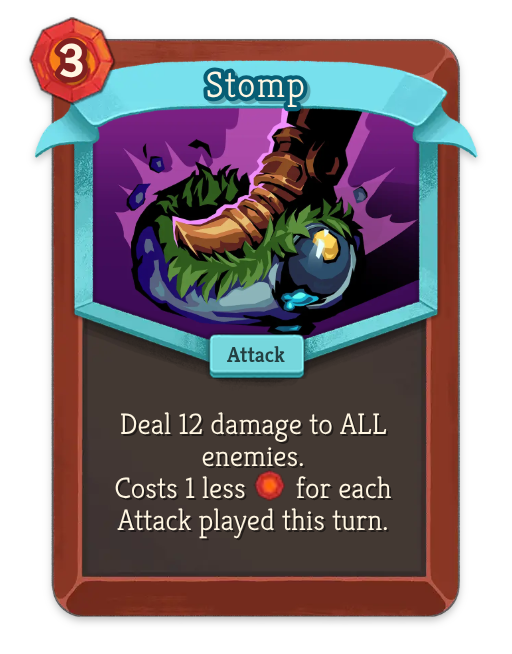 3
Stomp
Attack
Deal 12 damage to ALL
enemies.
Costs 1 less for each
Attack played this turn.